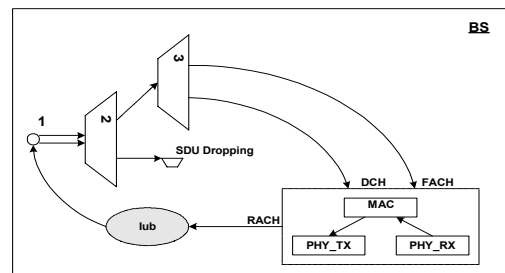 BS
1
2
3
SDU Dropping
DCH
FACH
RACH
Iub
MAC
PHY_TX
PHY_RX